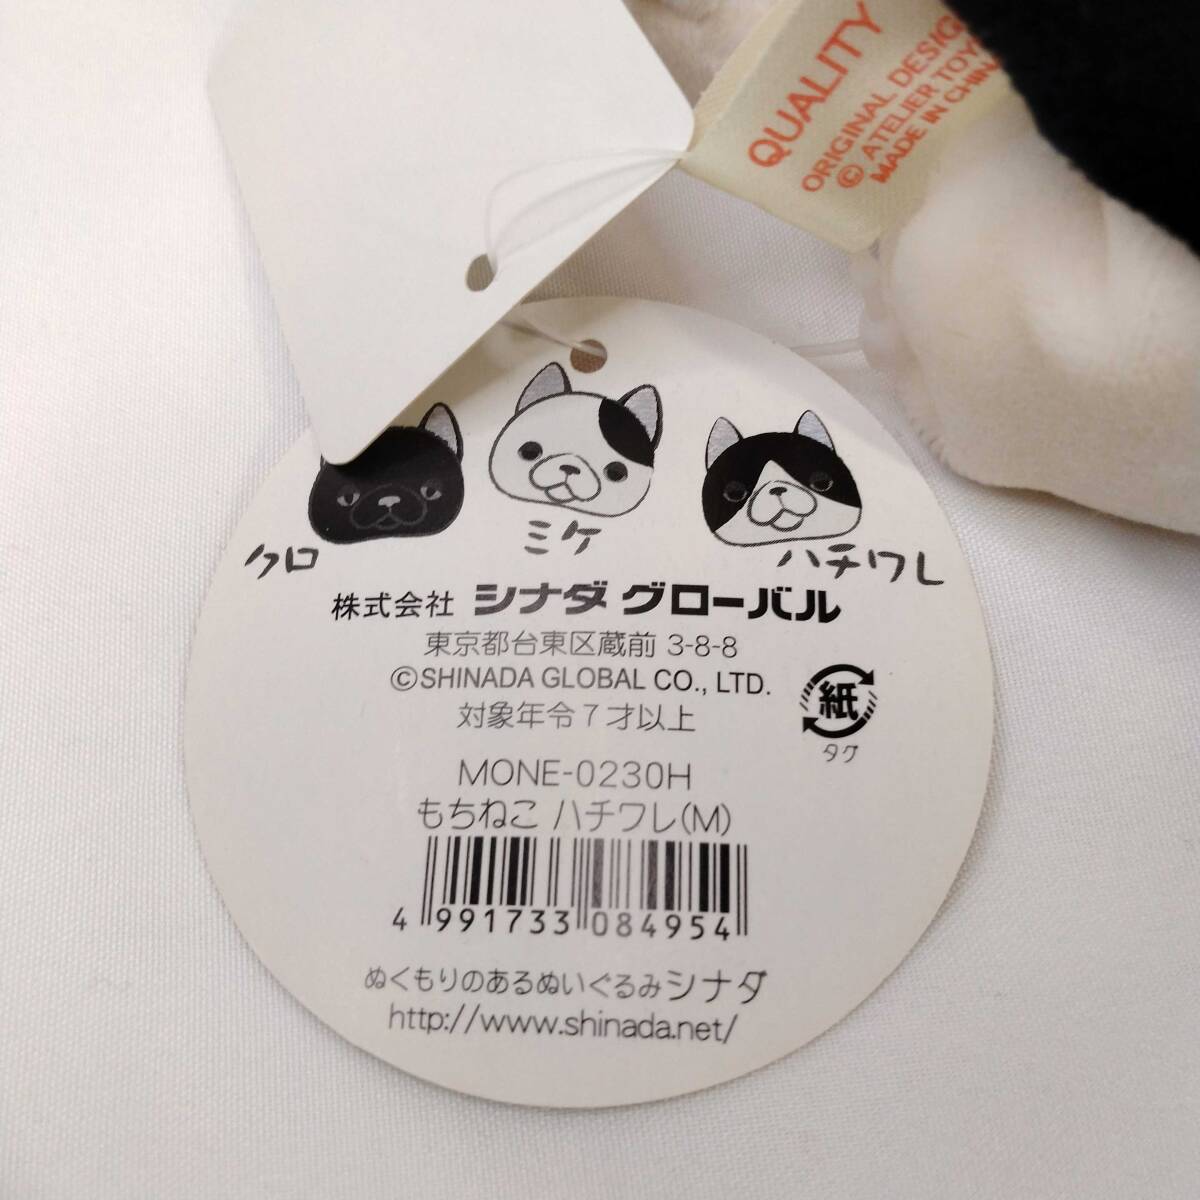 QUALITY
ORIGINAL DESIG
© ATELIER TOY
MADE IN CHIN
クロ
ミケ
ハチワレ
株式会社 シナダグローバル
東京都台東区蔵前 3-8-8
©SHINADA GLOBAL CO., LTD.
対象年令7才以上
紙
タグ
MONE-0230H
もちねこ ハチワレ(M)
4 991733 084954
ぬくもりのあるぬいぐるみシナダ
http://www.shinada.net/